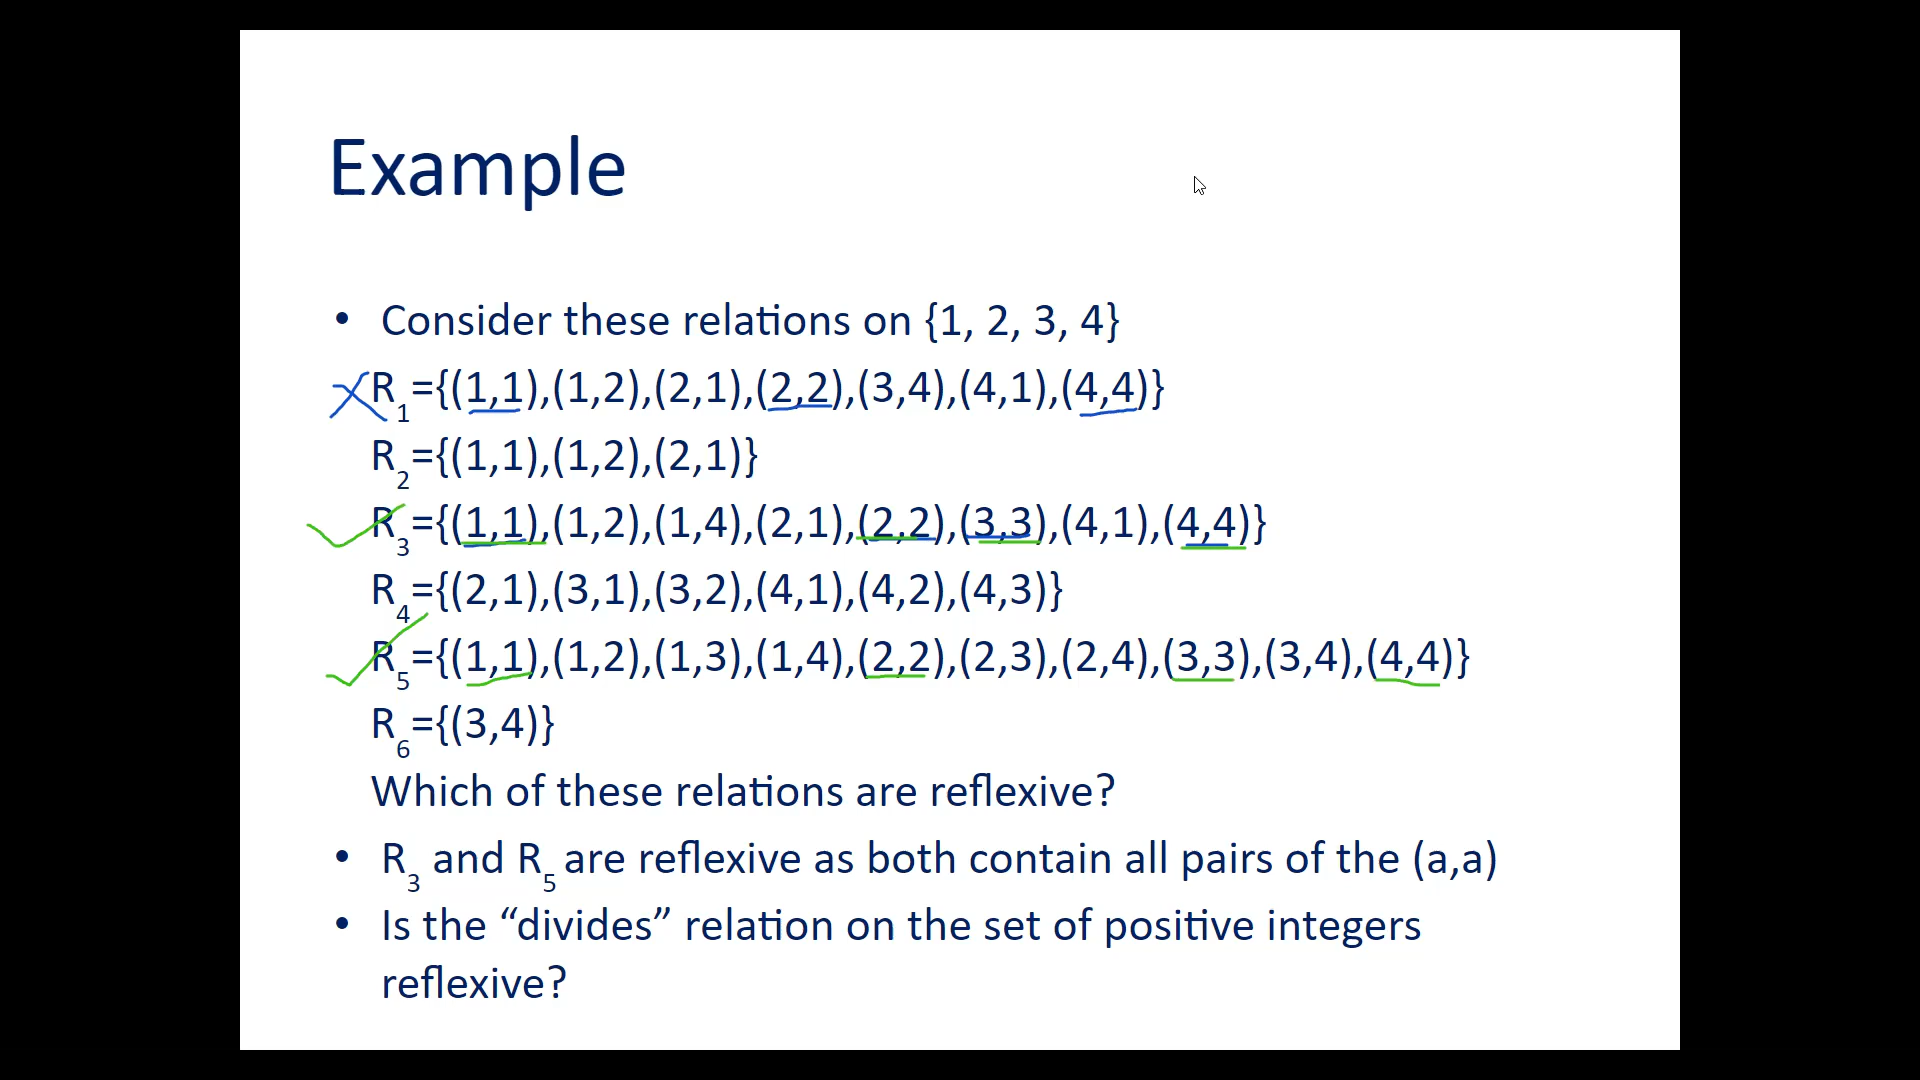 Example
• Consider these relations on {1, 2, 3, 4}
R₁={(1,1),(1,2),(2,1),(2,2),(3,4),(4,1),(4,4)}
R₂={(1,1),(1,2),(2,1)}
R₃={(1,1),(1,2),(1,4),(2,1),(2,2),(3,3),(4,1),(4,4)}
R₄={(2,1),(3,1),(3,2),(4,1),(4,2),(4,3)}
R₅={(1,1),(1,2),(1,3),(1,4),(2,2),(2,3),(2,4),(3,3),(3,4),(4,4)}
R₆={(3,4)}
Which of these relations are reflexive?
• R₃ and R₅ are reflexive as both contain all pairs of the (a,a)
• Is the “divides” relation on the set of positive integers
reflexive?